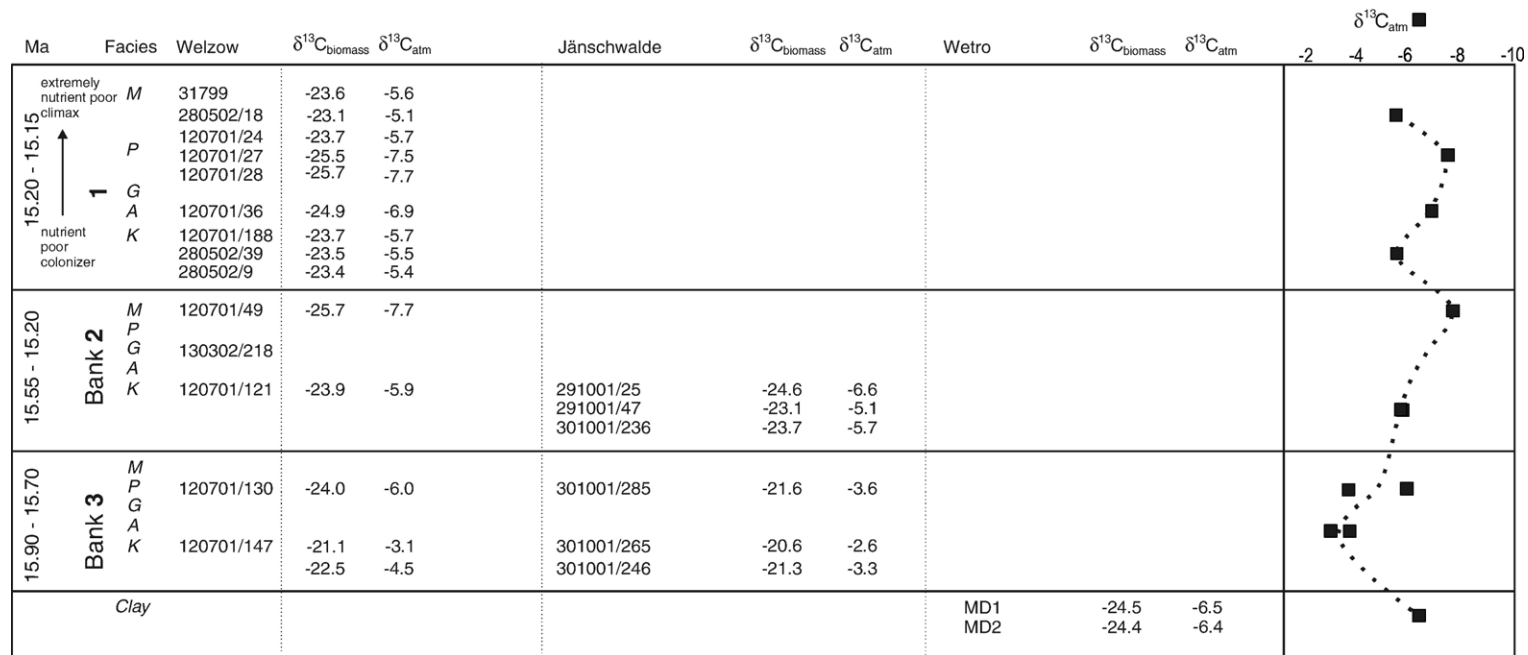 δ¹³Catm
Ma Facies Welzow δ¹³Cbiomass δ¹³Catm Jänschwalde δ¹³Cbiomass δ¹³Catm Wetro δ¹³Cbiomass δ¹³Catm
-2 -4 -6 -8 -10
15.20 - 15.15
1
extremely
nutrient poor
climax
nutrient
poor
colonizer
M 31799 -23.6 -5.6
280502/18 -23.1 -5.1
120701/24 -23.7 -5.7
P 120701/27 -25.5 -7.5
120701/28 -25.7 -7.7
G
A 120701/36 -24.9 -6.9
K 120701/188 -23.7 -5.7
280502/39 -23.5 -5.5
280502/9 -23.4 -5.4
15.55 - 15.20
Bank 2
M 120701/49 -25.7 -7.7
P
G 130302/218
A
K 120701/121 -23.9 -5.9 291001/25 -24.6 -6.6
291001/47 -23.1 -5.1
301001/236 -23.7 -5.7
15.90 - 15.70
Bank 3
M
P 120701/130 -24.0 -6.0 301001/285 -21.6 -3.6
G
A
K 120701/147 -21.1 -3.1 301001/265 -20.6 -2.6
-22.5 -4.5 301001/246 -21.3 -3.3
Clay MD1 -24.5 -6.5
MD2 -24.4 -6.4